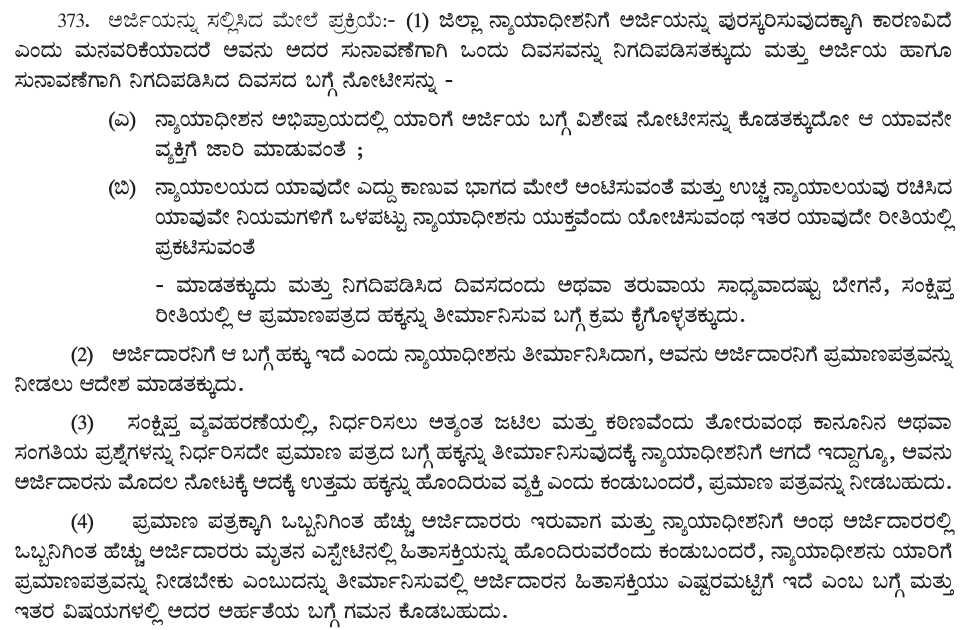 373. ಅರ್ಜಿಯನ್ನು ಸಲ್ಲಿಸಿದ ಮೇಲೆ ಪ್ರಕ್ರಿಯೆ:- (1) ಜಿಲ್ಲಾ ನ್ಯಾಯಾಧೀಶನಿಗೆ ಅರ್ಜಿಯನ್ನು ಪುರಸ್ಕರಿಸುವುದಕ್ಕಾಗಿ ಕಾರಣವಿದೆ
ಎಂದು ಮನವರಿಕೆಯಾದರೆ ಅವನು ಅದರ ಸುನಾವಣೆಗಾಗಿ ಒಂದು ದಿವಸವನ್ನು ನಿಗದಿಪಡಿಸತಕ್ಕುದು ಮತ್ತು ಅರ್ಜಿಯ ಹಾಗೂ
ಸುನಾವಣೆಗಾಗಿ ನಿಗದಿಪಡಿಸಿದ ದಿವಸದ ಬಗ್ಗೆ ನೋಟೀಸನ್ನು -
(ಎ) ನ್ಯಾಯಾಧೀಶನ ಅಭಿಪ್ರಾಯದಲ್ಲಿ ಯಾರಿಗೆ ಅರ್ಜಿಯ ಬಗ್ಗೆ ವಿಶೇಷ ನೋಟೀಸನ್ನು ಕೊಡತಕ್ಕುದೋ ಆ ಯಾವನೇ
ವ್ಯಕ್ತಿಗೆ ಜಾರಿ ಮಾಡುವಂತೆ ;
(ಬಿ) ನ್ಯಾಯಾಲಯದ ಯಾವುದೇ ಎದ್ದು ಕಾಣುವ ಭಾಗದ ಮೇಲೆ ಅಂಟಿಸುವಂತೆ ಮತ್ತು ಉಚ್ಚ ನ್ಯಾಯಾಲಯವು ರಚಿಸಿದ
ಯಾವುವೇ ನಿಯಮಗಳಿಗೆ ಒಳಪಟ್ಟು ನ್ಯಾಯಾಧೀಶನು ಯುಕ್ತವೆಂದು ಯೋಚಿಸುವಂಥ ಇತರ ಯಾವುದೇ ರೀತಿಯಲ್ಲಿ
ಪ್ರಕಟಿಸುವಂತೆ
- ಮಾಡತಕ್ಕುದು ಮತ್ತು ನಿಗದಿಪಡಿಸಿದ ದಿವಸದಂದು ಅಥವಾ ತರುವಾಯ ಸಾಧ್ಯವಾದಷ್ಟು ಬೇಗನೆ, ಸಂಕ್ಷಿಪ್ತ
ರೀತಿಯಲ್ಲಿ ಆ ಪ್ರಮಾಣಪತ್ರದ ಹಕ್ಕನ್ನು ತೀರ್ಮಾನಿಸುವ ಬಗ್ಗೆ ಕ್ರಮ ಕೈಗೊಳ್ಳತಕ್ಕುದು.
(2) ಅರ್ಜಿದಾರನಿಗೆ ಆ ಬಗ್ಗೆ ಹಕ್ಕು ಇದೆ ಎಂದು ನ್ಯಾಯಾಧೀಶನು ತೀರ್ಮಾನಿಸಿದಾಗ, ಅವನು ಅರ್ಜಿದಾರನಿಗೆ ಪ್ರಮಾಣಪತ್ರವನ್ನು
ನೀಡಲು ಆದೇಶ ಮಾಡತಕ್ಕುದು.
(3) ಸಂಕ್ಷಿಪ್ತ ವ್ಯವಹರಣೆಯಲ್ಲಿ, ನಿರ್ಧರಿಸಲು ಅತ್ಯಂತ ಜಟಿಲ ಮತ್ತು ಕಠಿಣವೆಂದು ತೋರುವಂಥ ಕಾನೂನಿನ ಅಥವಾ
ಸಂಗತಿಯ ಪ್ರಶ್ನೆಗಳನ್ನು ನಿರ್ಧರಿಸದೇ ಪ್ರಮಾಣ ಪತ್ರದ ಬಗ್ಗೆ ಹಕ್ಕನ್ನು ತೀರ್ಮಾನಿಸುವುದಕ್ಕೆ ನ್ಯಾಯಾಧೀಶನಿಗೆ ಆಗದೆ ಇದ್ದಾಗ್ಯೂ, ಅವನು
ಅರ್ಜಿದಾರನು ಮೊದಲ ನೋಟಕ್ಕೆ ಅದಕ್ಕೆ ಉತ್ತಮ ಹಕ್ಕನ್ನು ಹೊಂದಿರುವ ವ್ಯಕ್ತಿ ಎಂದು ಕಂಡುಬಂದರೆ, ಪ್ರಮಾಣ ಪತ್ರವನ್ನು ನೀಡಬಹುದು.
(4) ಪ್ರಮಾಣ ಪತ್ರಕ್ಕಾಗಿ ಒಬ್ಬನಿಗಿಂತ ಹೆಚ್ಚು ಅರ್ಜಿದಾರರು ಇರುವಾಗ ಮತ್ತು ನ್ಯಾಯಾಧೀಶನಿಗೆ ಅಂಥ ಅರ್ಜಿದಾರರಲ್ಲಿ
ಒಬ್ಬನಿಗಿಂತ ಹೆಚ್ಚು ಅರ್ಜಿದಾರರು ಮೃತನ ಎಸ್ಟೇಟಿನಲ್ಲಿ ಹಿತಾಸಕ್ತಿಯನ್ನು ಹೊಂದಿರುವರೆಂದು ಕಂಡುಬಂದರೆ, ನ್ಯಾಯಾಧೀಶನು ಯಾರಿಗೆ
ಪ್ರಮಾಣಪತ್ರವನ್ನು ನೀಡಬೇಕು ಎಂಬುದನ್ನು ತೀರ್ಮಾನಿಸುವಲ್ಲಿ ಅರ್ಜಿದಾರನ ಹಿತಾಸಕ್ತಿಯು ಎಷ್ಟರಮಟ್ಟಿಗೆ ಇದೆ ಎಂಬ ಬಗ್ಗೆ ಮತ್ತು
ಇತರ ವಿಷಯಗಳಲ್ಲಿ ಅದರ ಅರ್ಹತೆಯ ಬಗ್ಗೆ ಗಮನ ಕೊಡಬಹುದು.